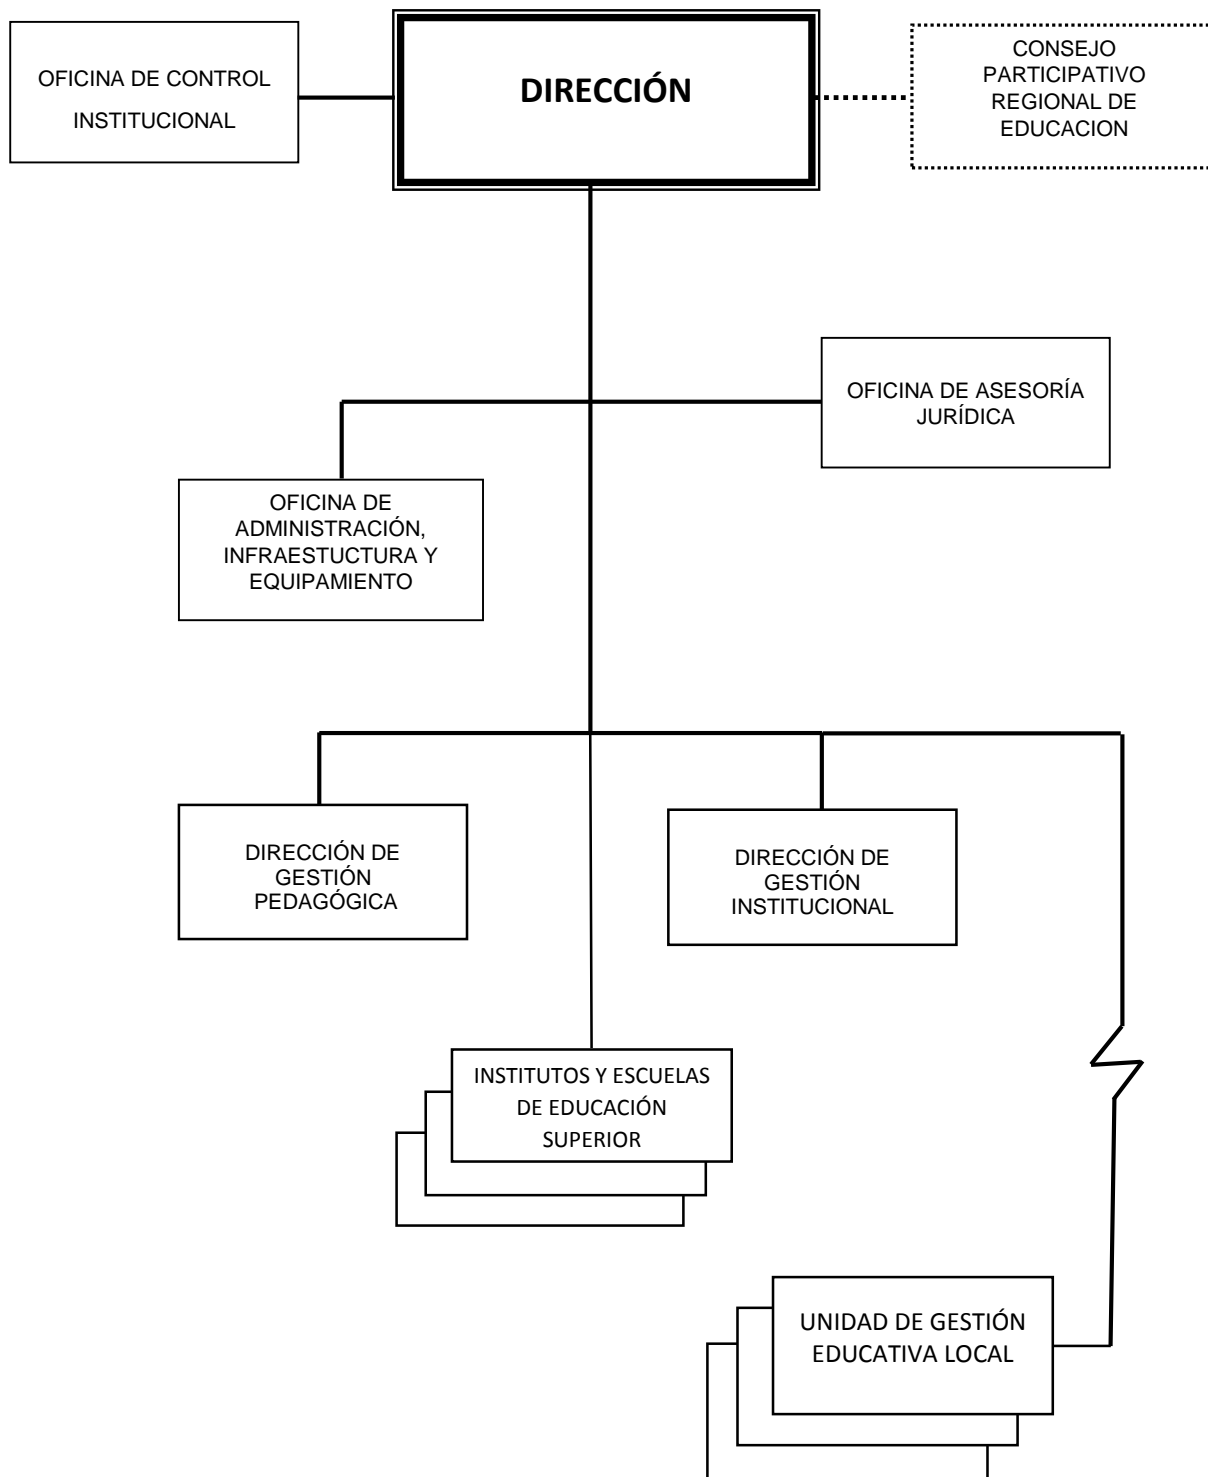 OFICINA DE CONTROL
INSTITUCIONAL
DIRECCIÓN
CONSEJO
PARTICIPATIVO
REGIONAL DE
EDUCACION
OFICINA DE ASESORÍA
JURÍDICA
OFICINA DE
ADMINISTRACIÓN,
INFRAESTUCTURA Y
EQUIPAMIENTO
DIRECCIÓN DE
GESTIÓN
PEDAGÓGICA
DIRECCIÓN DE
GESTIÓN
INSTITUCIONAL
INSTITUTOS Y ESCUELAS
DE EDUCACIÓN
SUPERIOR
UNIDAD DE GESTIÓN
EDUCATIVA LOCAL